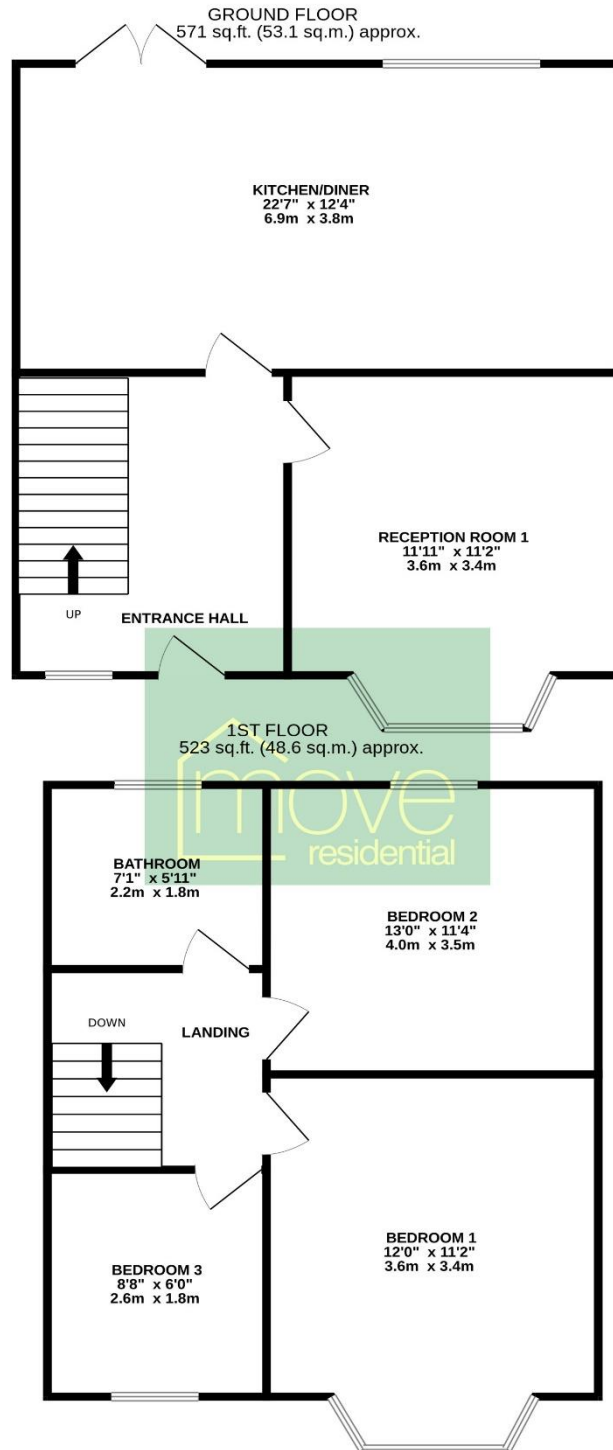 GROUND FLOOR
571 sq.ft. (53.1 sq.m.) approx.
KITCHEN/DINER
22'7" x 12'4"
6.9m x 3.8m
RECEPTION ROOM 1
11'11" x 11'2"
3.6m x 3.4m
UP
ENTRANCE HALL
1ST FLOOR
523 sq.ft. (48.6 sq.m.) approx.
move
residential
BATHROOM
7'1" x 5'11"
2.2m x 1.8m
BEDROOM 2
13'0" x 11'4"
4.0m x 3.5m
DOWN
LANDING
BEDROOM 1
12'0" x 11'2"
3.6m x 3.4m
BEDROOM 3
8'8" x 6'0"
2.6m x 1.8m